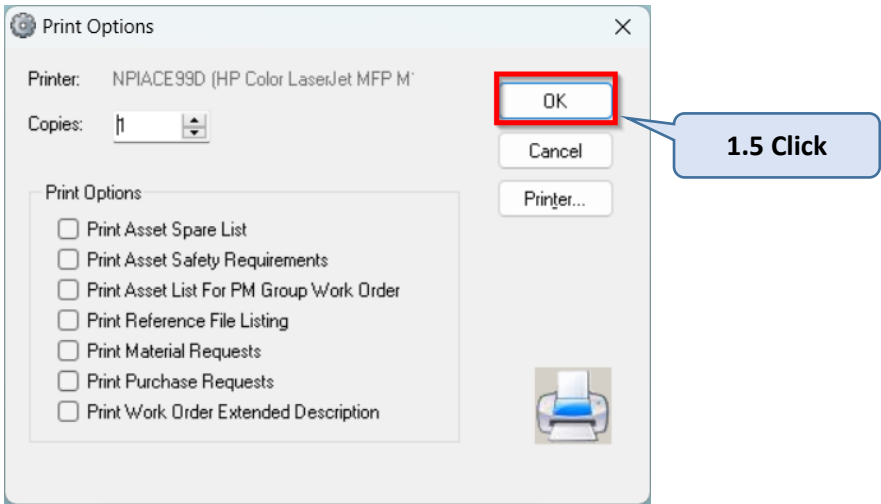 Print Options
Printer: NPIACE99D (HP Color LaserJet MFP M
Copies: 1
OK
Cancel
Printer...
1.5 Click
Print Options
Print Asset Spare List
Print Asset Safety Requirements
Print Asset List For PM Group Work Order
Print Reference File Listing
Print Material Requests
Print Purchase Requests
Print Work Order Extended Description